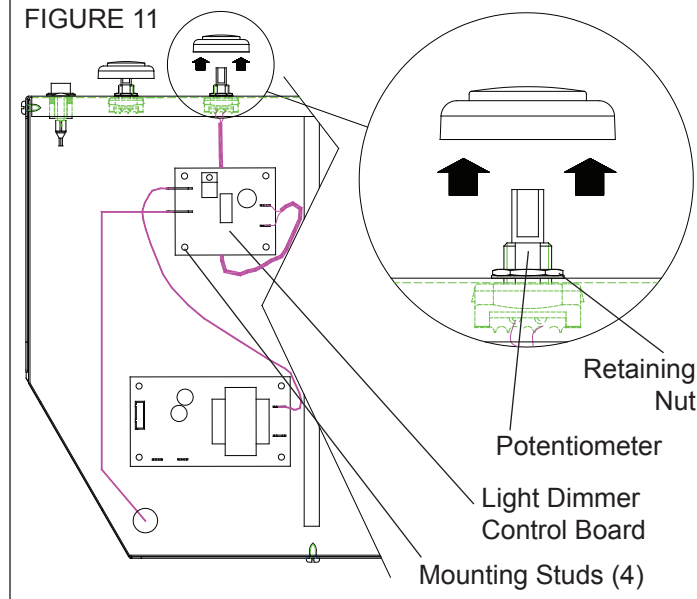 FIGURE 11
Retaining
Nut
Potentiometer
Light Dimmer
Control Board
Mounting Studs (4)